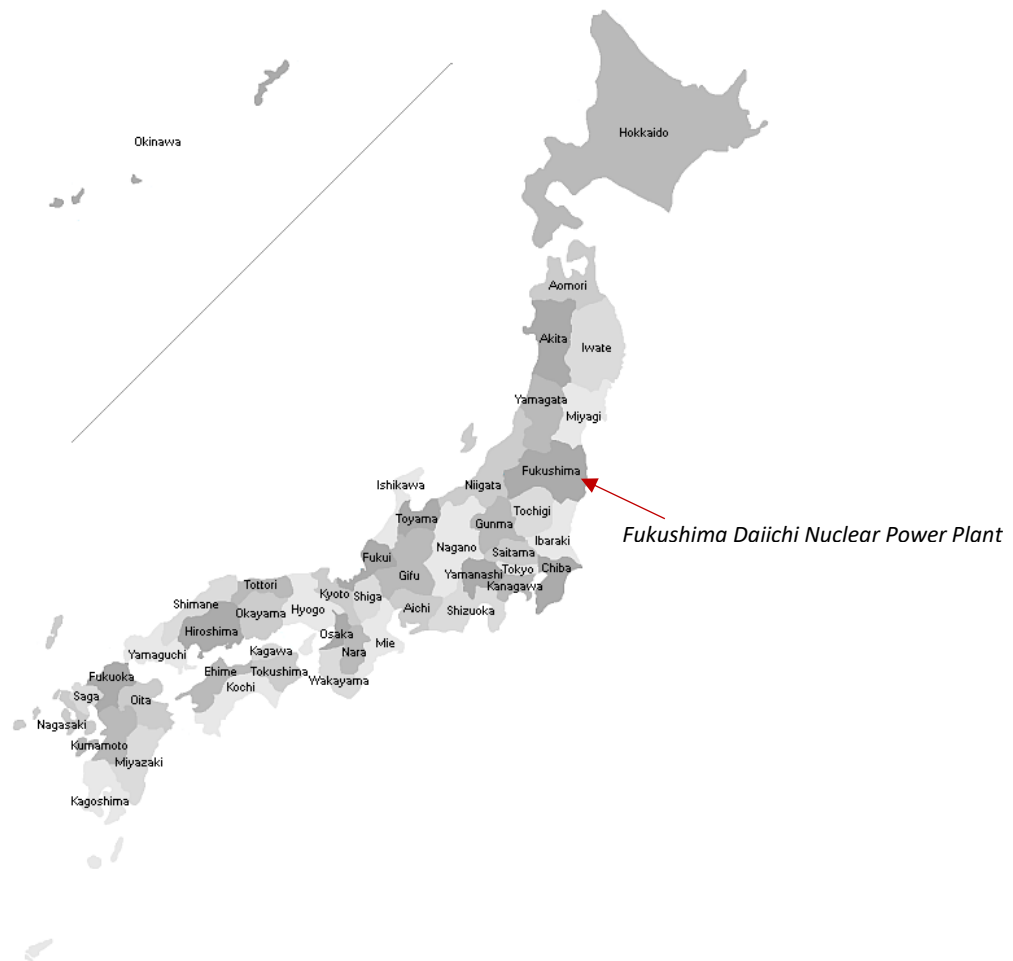 Hokkaido
Okinawa
Aomori
Akita
Iwate
Yamagata
Miyagi
Fukushima
Ishikawa
Niigata
Toyama
Tochigi
Gunma
Fukushima Daiichi Nuclear Power Plant
Ibaraki
Nagano
Saitama
Fukui
Tokyo
Chiba
Gifu
Yamanashi
Kanagawa
Tottori
Kyoto
Shiga
Shimane
Okayama
Hyogo
Aichi
Shizuoka
Hiroshima
Osaka
Mie
Yamaguchi
Kagawa
Nara
Fukuoka
Ehime
Tokushima
Wakayama
Kochi
Saga
Oita
Nagasaki
Kumamoto
Miyazaki
Kagoshima